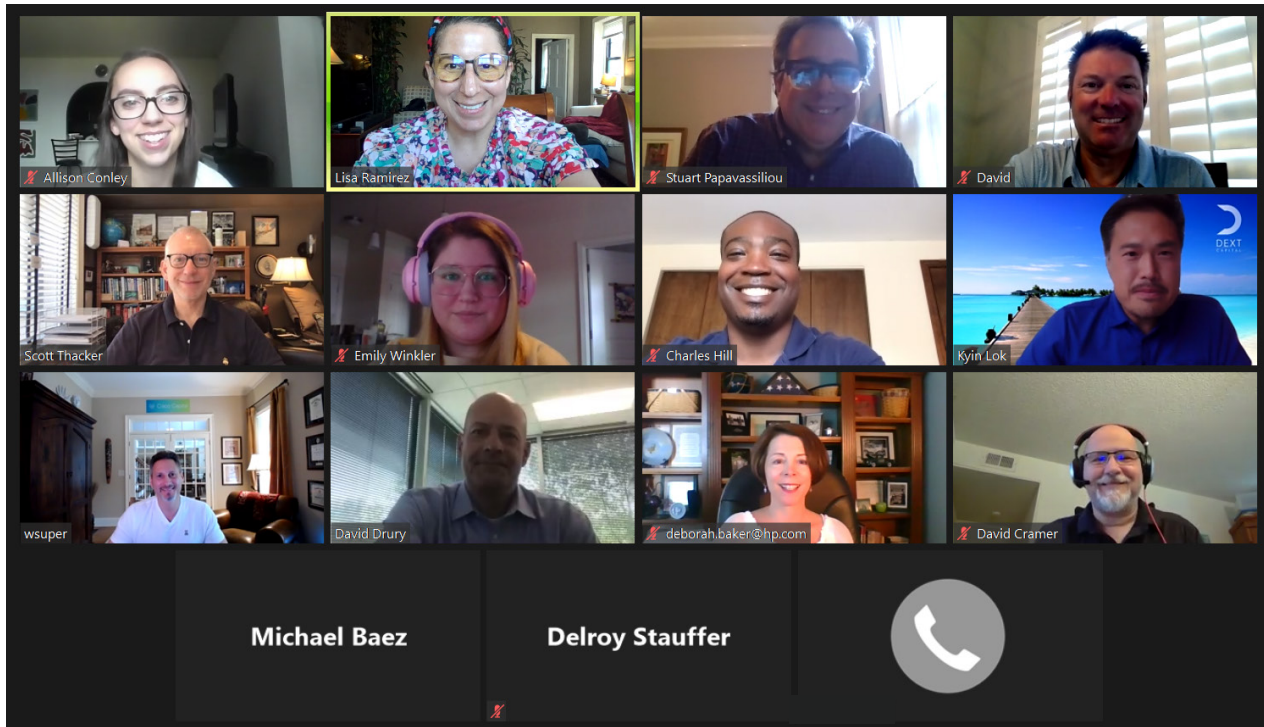 Allison Conley
Lisa Ramirez
Stuart Papavassiliou
David
DEXT
CAPITAL
Scott Thacker
Emily Winkler
Charles Hill
Kyin Lok
wsuper
David Drury
deborah.baker@hp.com
David Cramer
Michael Baez
Delroy Stauffer